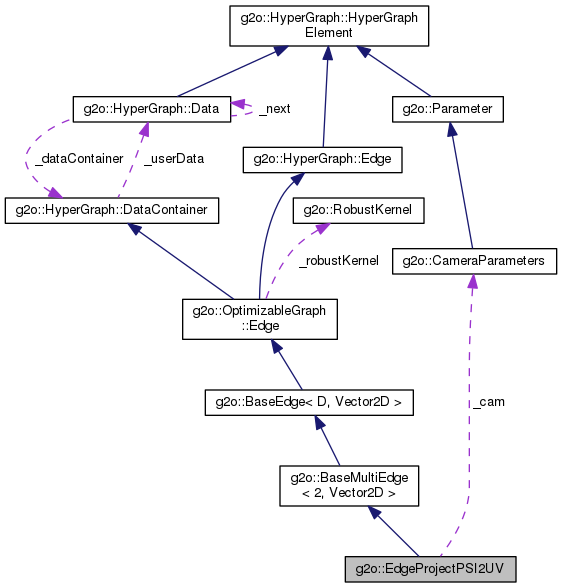 g2o::HyperGraph::HyperGraph
Element
g2o::HyperGraph::Data
_next
g2o::Parameter
_dataContainer
_userData
g2o::HyperGraph::Edge
g2o::HyperGraph::DataContainer
g2o::RobustKernel
_robustKernel
g2o::CameraParameters
g2o::OptimizableGraph
::Edge
g2o::BaseEdge< D, Vector2D >
_cam
g2o::BaseMultiEdge
< 2, Vector2D >
g2o::EdgeProjectPSI2UV